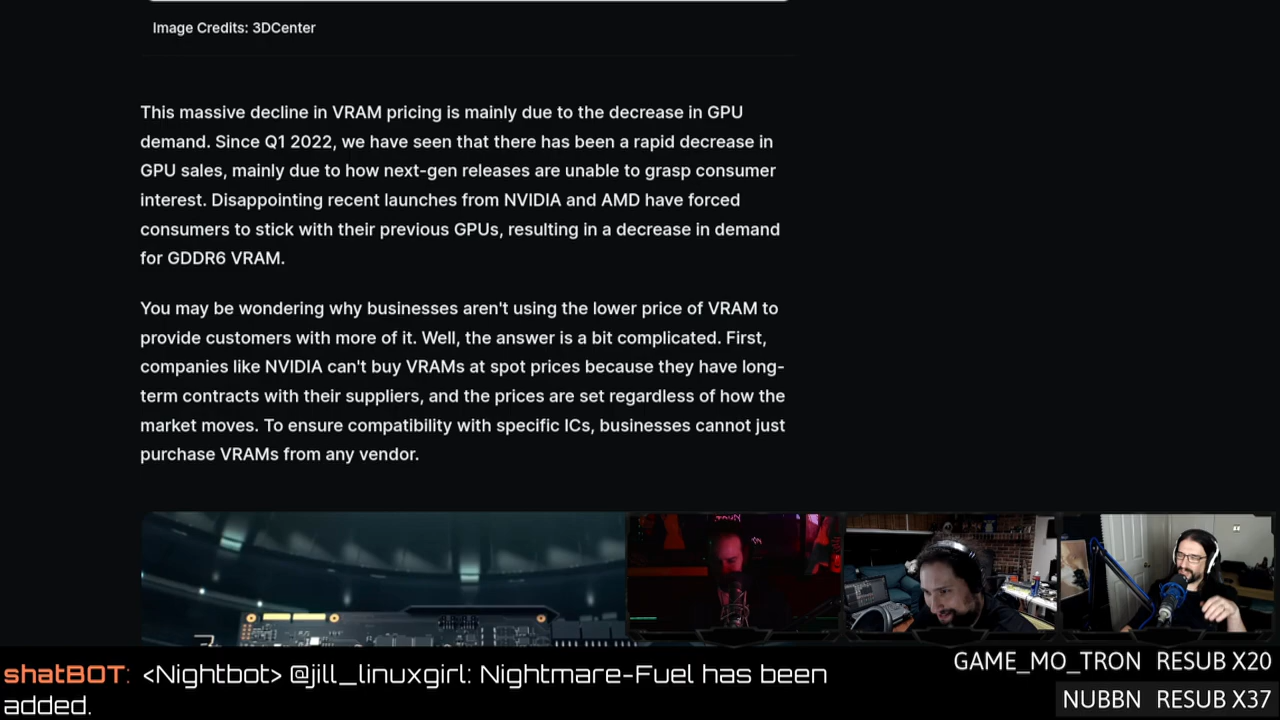 Image Credits: 3DCenter
This massive decline in VRAM pricing is mainly due to the decrease in GPU
demand. Since Q1 2022, we have seen that there has been a rapid decrease in
GPU sales, mainly due to how next-gen releases are unable to grasp consumer
interest. Disappointing recent launches from NVIDIA and AMD have forced
consumers to stick with their previous GPUs, resulting in a decrease in demand
for GDDR6 VRAM.
You may be wondering why businesses aren't using the lower price of VRAM to
provide customers with more of it. Well, the answer is a bit complicated. First,
companies like NVIDIA can't buy VRAMs at spot prices because they have long-
term contracts with their suppliers, and the prices are set regardless of how the
market moves. To ensure compatibility with specific ICs, businesses cannot just
purchase VRAMs from any vendor.
shatBOT: <Nightbot> @jill_linuxgirl: Nightmare-Fuel has been
added.
GAME_MO_TRON RESUB X20
NUBBN RESUB X37